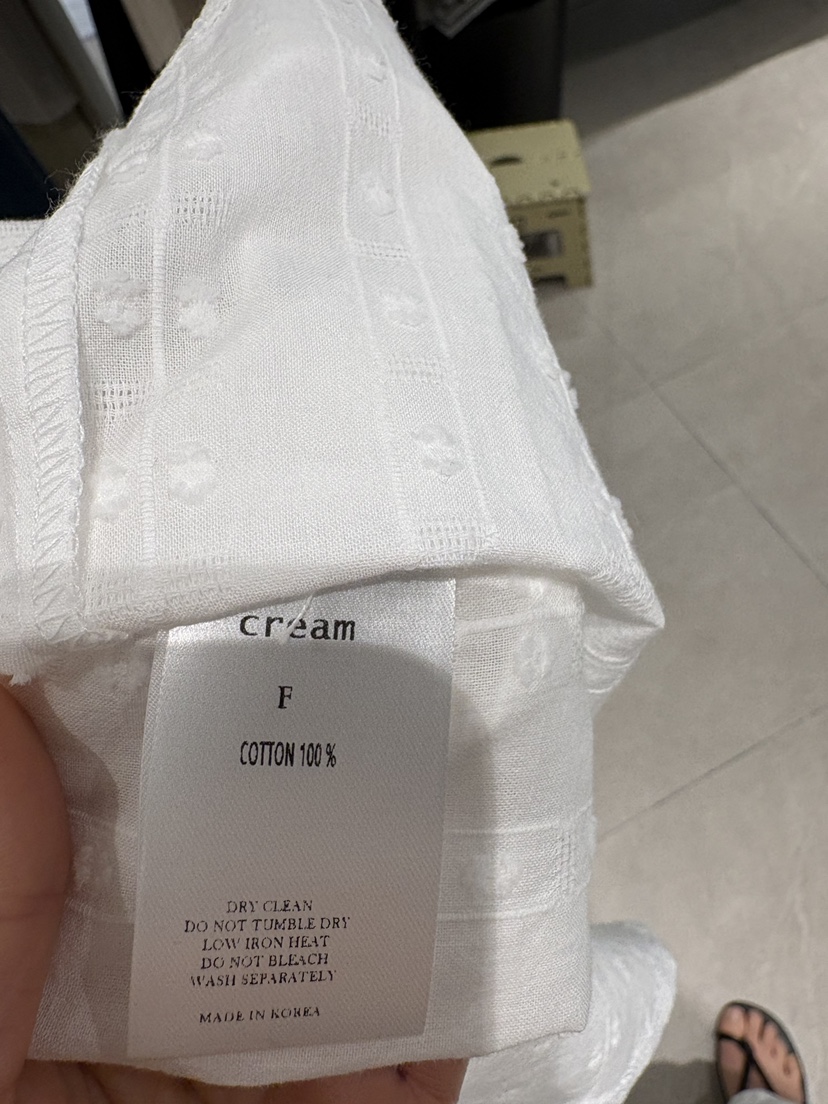 cream
F
COTTON 100 %
DRY CLEAN
DO NOT TUMBLE DRY
LOW IRON HEAT
DO NOT BLEACH
WASH SEPARATELY
MADE IN KOREA